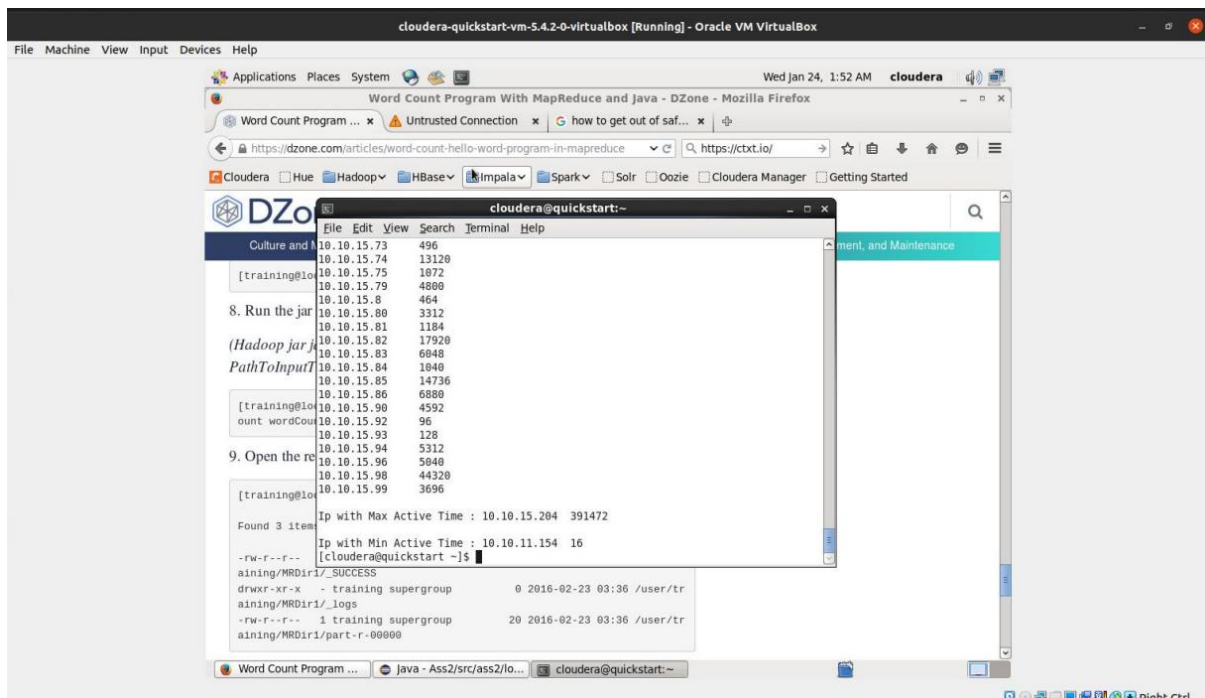 cloudera-quickstart-vm-5.4.2-0-virtualbox [Running] - Oracle VM VirtualBox
File Machine View Input Devices Help
Applications Places System Wed Jan 24, 1:52 AM cloudera
Word Count Program With MapReduce and Java - DZone - Mozilla Firefox
Word Count Program ... Untrusted Connection how to get out of saf...
https://dzone.com/articles/word-count-hello-word-program-in-mapreduce https://ctxt.io/
Cloudera Hue Hadoop HBase Impala Spark Solr Oozie Cloudera Manager Getting Started
DZo
Culture and M
ment, and Maintenance
[training@lo
8. Run the jar
(Hadoop jar j
PathToInputT
[training@lo
ount wordCou
9. Open the re
[training@lo
Found 3 item
-rw-r--r--
aining/MRDir1/_SUCCESS
drwxr-xr-x - training supergroup 0 2016-02-23 03:36 /user/tr
aining/MRDir1/_logs
-rw-r--r-- 1 training supergroup 20 2016-02-23 03:36 /user/tr
aining/MRDir1/part-r-00000
cloudera@quickstart:~
File Edit View Search Terminal Help
10.10.15.73 496
10.10.15.74 13120
10.10.15.75 1072
10.10.15.79 4800
10.10.15.8 464
10.10.15.80 3312
10.10.15.81 1184
10.10.15.82 17920
10.10.15.83 6048
10.10.15.84 1040
10.10.15.85 14736
10.10.15.86 6880
10.10.15.90 4592
10.10.15.92 96
10.10.15.93 128
10.10.15.94 5312
10.10.15.96 5040
10.10.15.98 44320
10.10.15.99 3696
Ip with Max Active Time : 10.10.15.204 391472
Ip with Min Active Time : 10.10.11.154 16
[cloudera@quickstart ~]$
Word Count Program ... Java - Ass2/src/ass2/lo... cloudera@quickstart:~
Right Ctrl